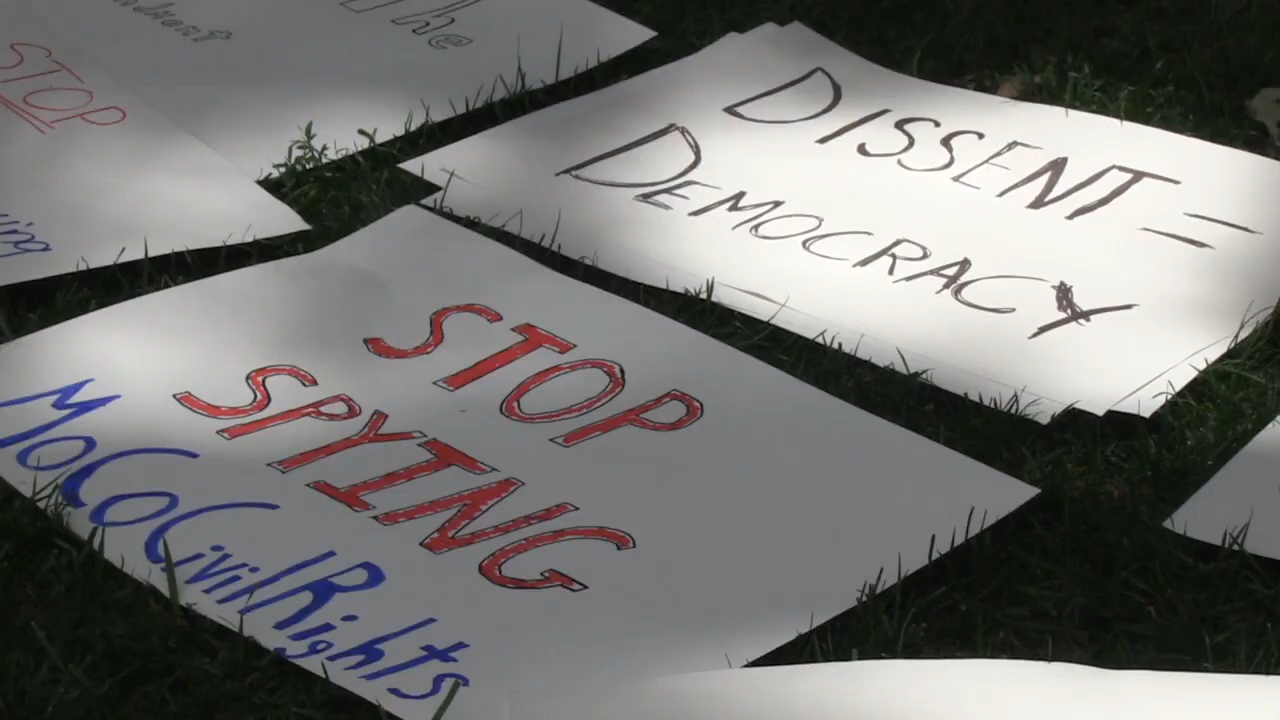 The
STOP
DISSENT =
DEMOCRACY
STOP
SPYING
MoCoCivilRights